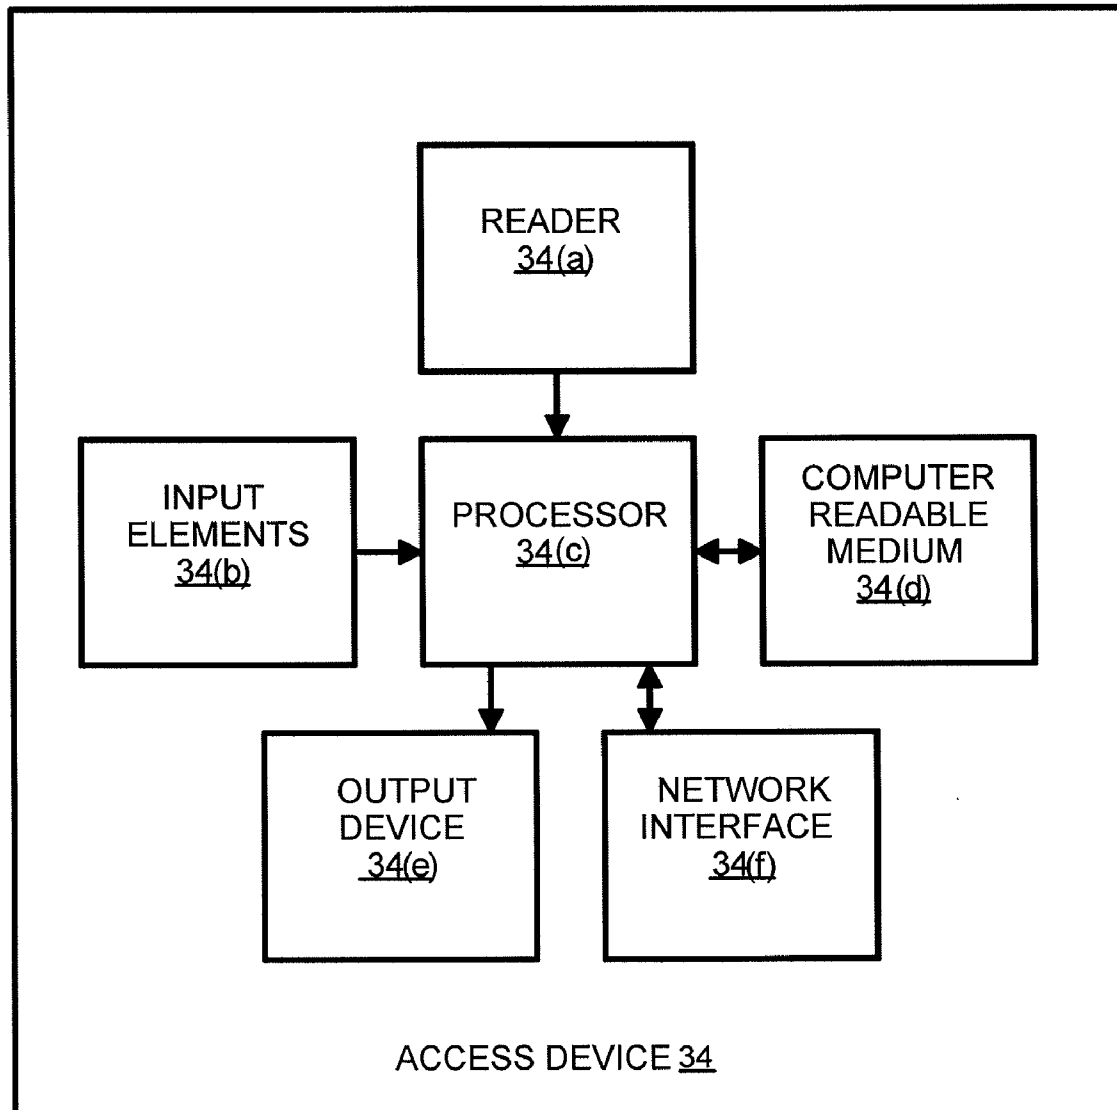 READER
34(a)
INPUT
ELEMENTS
34(b)
PROCESSOR
34(c)
COMPUTER
READABLE
MEDIUM
34(d)
OUTPUT
DEVICE
34(e)
NETWORK
INTERFACE
34(f)
ACCESS DEVICE 34